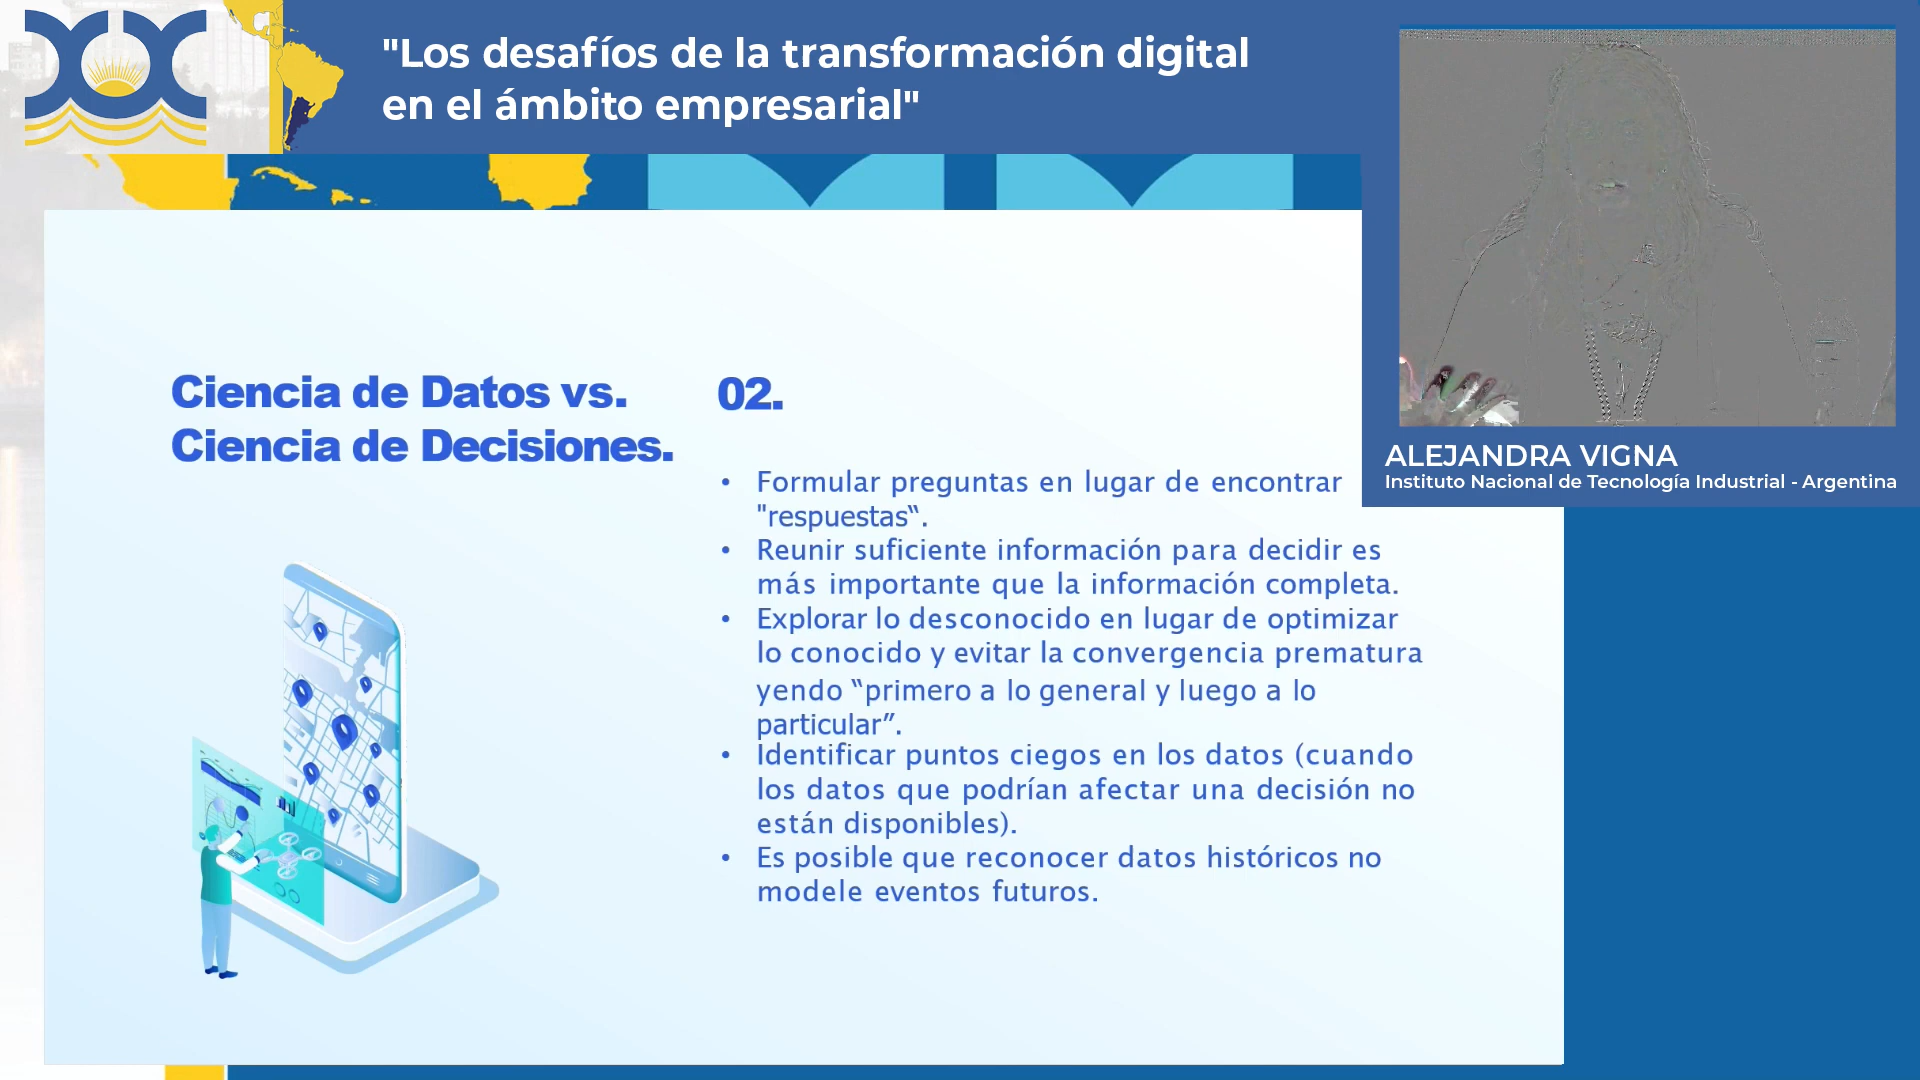 "Los desafíos de la transformación digital
en el ámbito empresarial"
ALEJANDRA VIGNA
Instituto Nacional de Tecnología Industrial - Argentina
Ciencia de Datos vs.
Ciencia de Decisiones.
02.
• Formular preguntas en lugar de encontrar
"respuestas“.
• Reunir suficiente información para decidir es
más importante que la información completa.
• Explorar lo desconocido en lugar de optimizar
lo conocido y evitar la convergencia prematura
yendo “primero a lo general y luego a lo
particular”.
• Identificar puntos ciegos en los datos (cuando
los datos que podrían afectar una decisión no
están disponibles).
• Es posible que reconocer datos históricos no
modele eventos futuros.